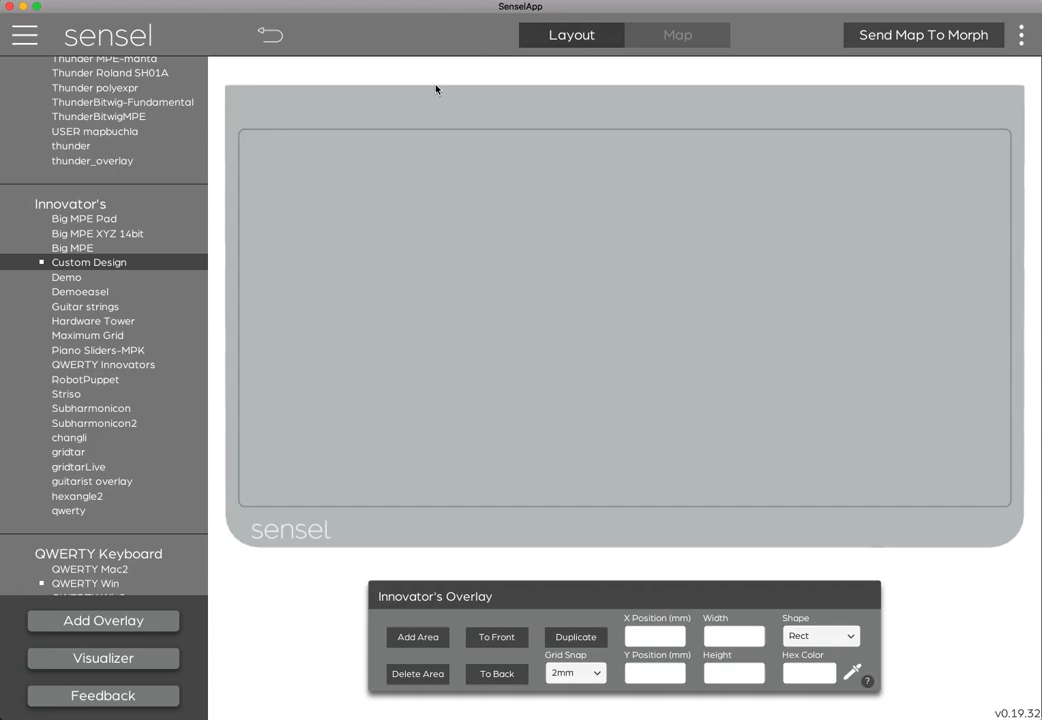 SenselApp
sensel
Layout
Map
Send Map To Morph
Thunder MPE-manta
Thunder Roland SH01A
Thunder polyexpr
ThunderBitwig-Fundamental
ThunderBitwigMPE
USER mapbuchla
thunder
thunder_overlay
Innovator's
Big MPE Pad
Big MPE XYZ 14bit
Big MPE
Custom Design
Demo
Demoeasel
Guitar strings
Hardware Tower
Maximum Grid
Piano Sliders-MPK
QWERTY Innovators
RobotPuppet
Striso
Subharmonicon
Subharmonicon2
changli
gridtar
gridtarLive
guitarist overlay
hexangle2
qwerty
QWERTY Keyboard
QWERTY Mac2
QWERTY Win
Add Overlay
Visualizer
Feedback
sensel
Innovator's Overlay
Add Area
To Front
Duplicate
X Position (mm)
Width
Shape
Rect
Delete Area
To Back
Grid Snap
2mm
Y Position (mm)
Height
Hex Color
?
v0.19.32